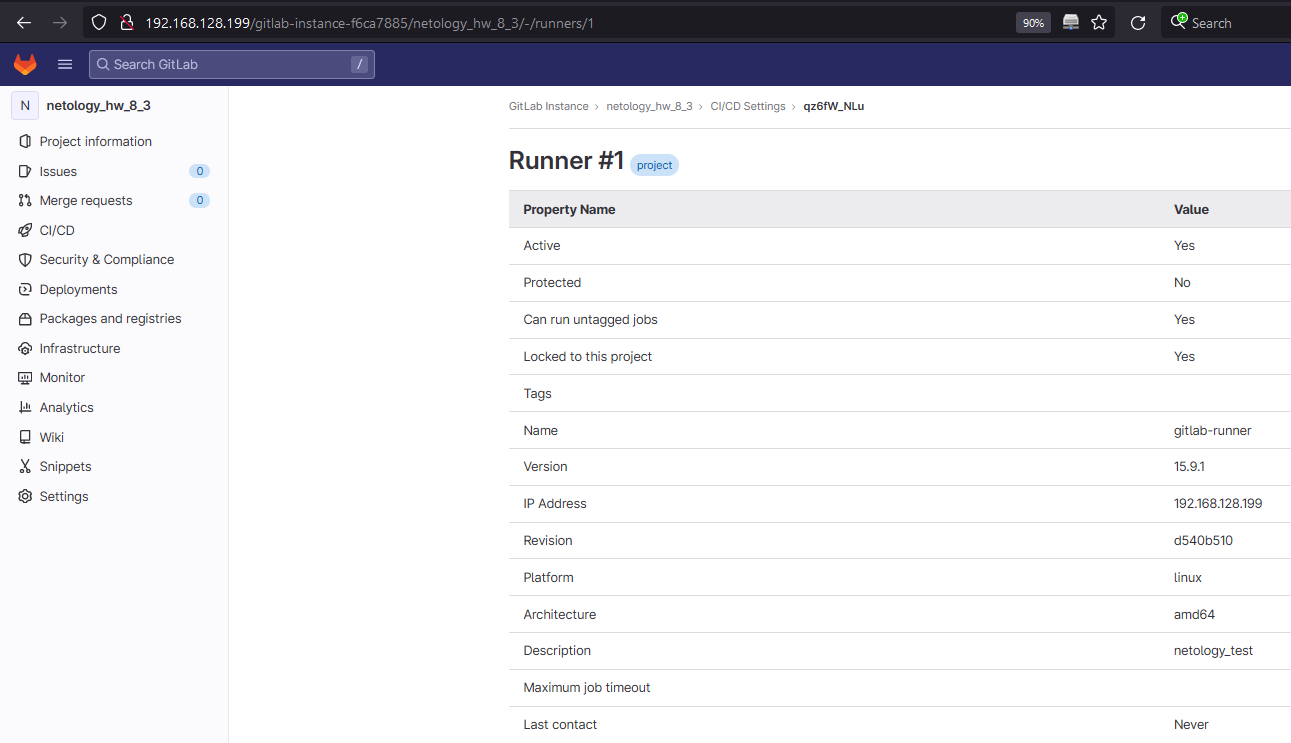 192.168.128.199/gitlab-instance-f6ca7885/netology_hw_8_3/-/runners/1
90%
Search
Search GitLab
/
N netology_hw_8_3
Project information
Issues 0
Merge requests 0
CI/CD
Security & Compliance
Deployments
Packages and registries
Infrastructure
Monitor
Analytics
Wiki
Snippets
Settings
GitLab Instance › netology_hw_8_3 › CI/CD Settings › qz6fW_NLu
Runner #1 project
Property Name Value
Active Yes
Protected No
Can run untagged jobs Yes
Locked to this project Yes
Tags
Name gitlab-runner
Version 15.9.1
IP Address 192.168.128.199
Revision d540b510
Platform linux
Architecture amd64
Description netology_test
Maximum job timeout
Last contact Never